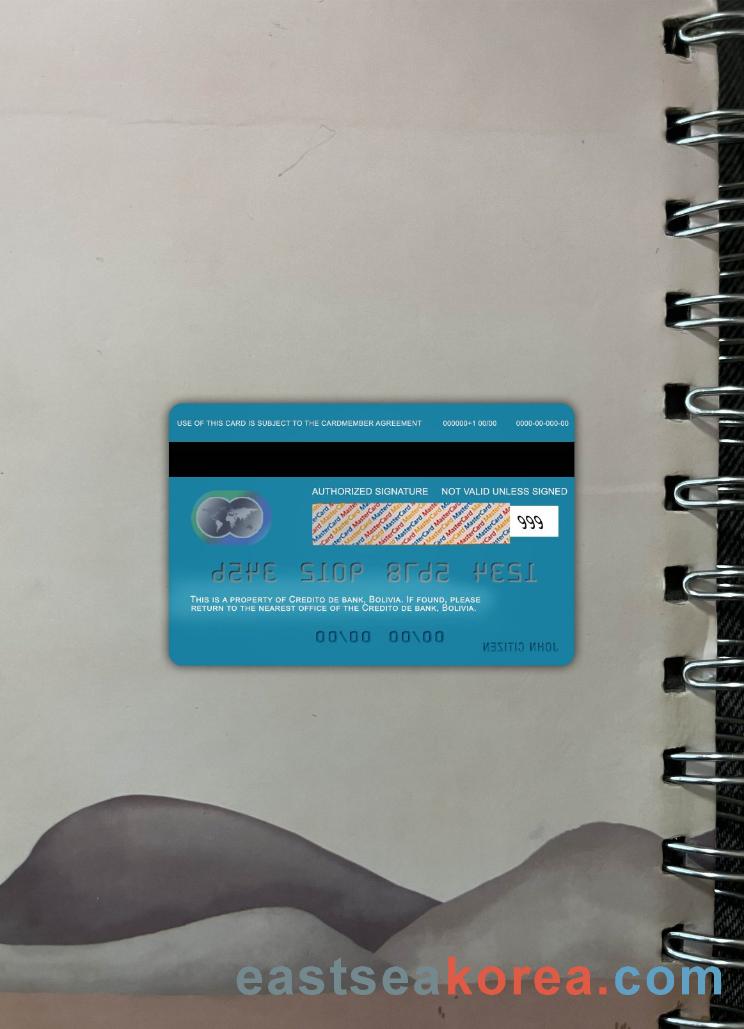 USE OF THIS CARD IS SUBJECT TO THE CARDMEMBER AGREEMENT 000000+1 00/00 0000-00-000-00
AUTHORIZED SIGNATURE NOT VALID UNLESS SIGNED
MasterCard MasterCard MasterCard
999
1234 5678 9012 3456
THIS IS A PROPERTY OF CREDITO DE BANK, BOLIVIA. IF FOUND, PLEASE
RETURN TO THE NEAREST OFFICE OF THE CREDITO DE BANK, BOLIVIA.
00/00 00/00
JOHN CITIZEN
eastseakorea.com